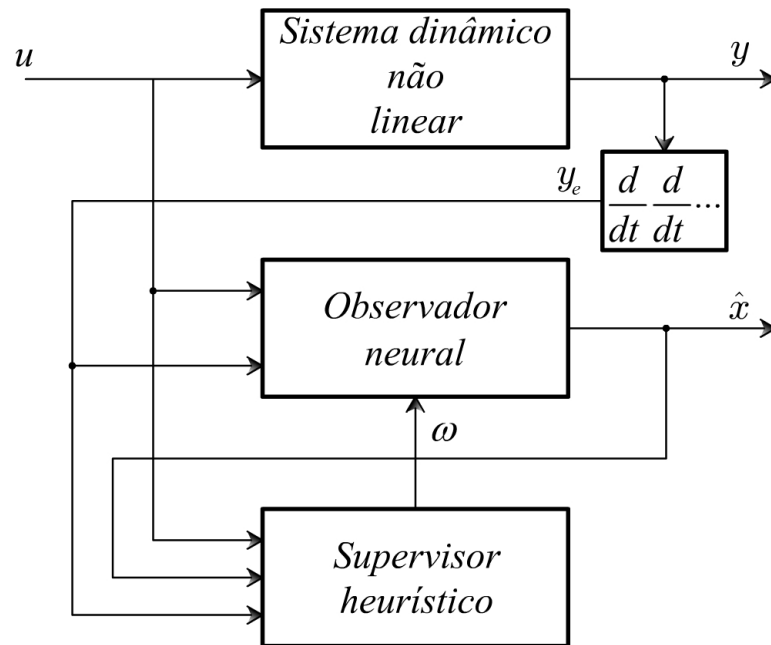 Sistema dinâmico
não
linear
u
y
y_e
d/dt d/dt ...
Observador
neural
x̂
ω
Supervisor
heurístico